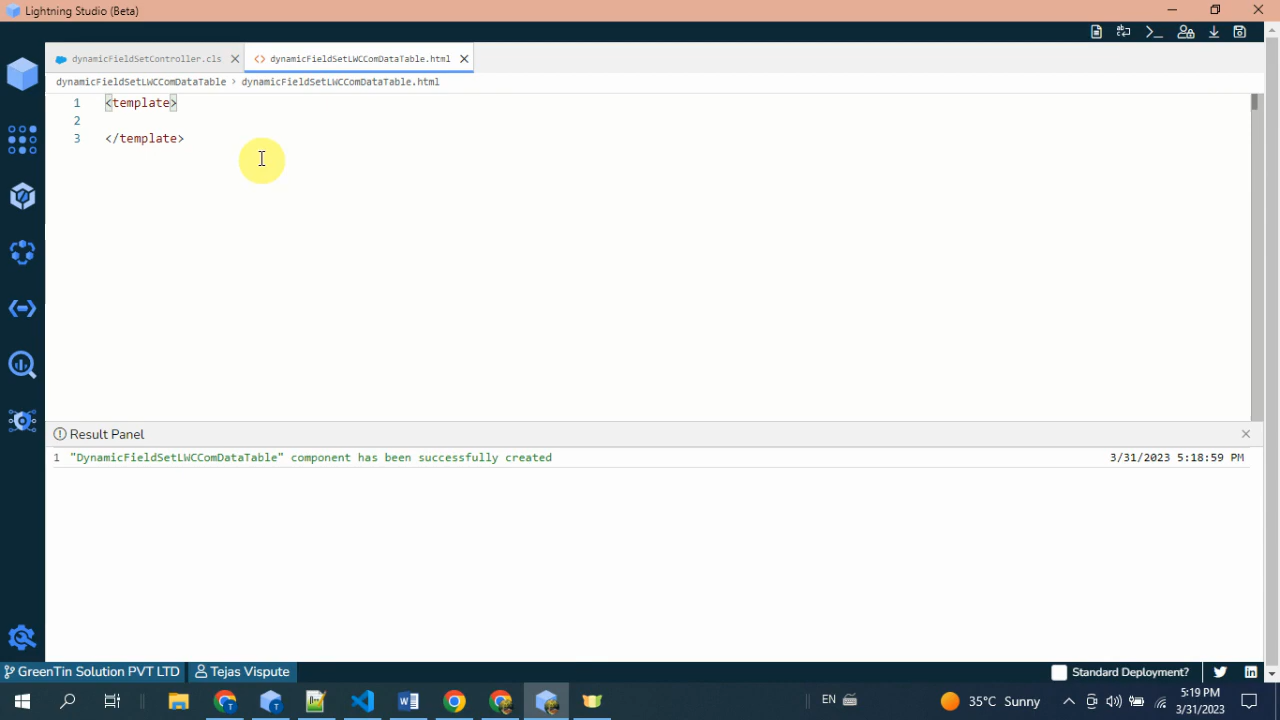 Lightning Studio (Beta)
dynamicFieldSetController.cls
dynamicFieldSetLWCComDataTable.html
dynamicFieldSetLWCComDataTable > dynamicFieldSetLWCComDataTable.html
1 <template>
2
3 </template>
Result Panel
1 "DynamicFieldSetLWCComDataTable" component has been successfully created 3/31/2023 5:18:59 PM
GreenTin Solution PVT LTD
Tejas Vispute
Standard Deployment?
EN
35°C Sunny
5:19 PM
3/31/2023